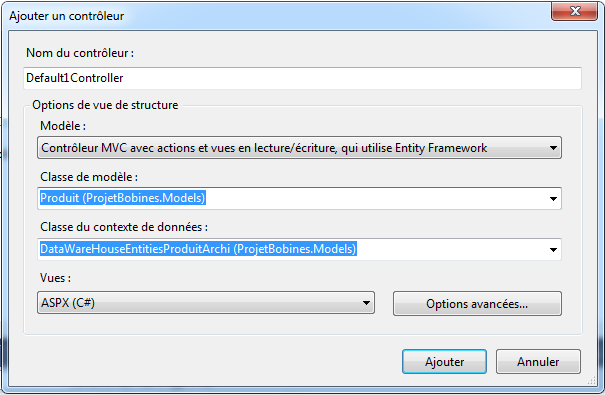 Ajouter un contrôleur
Nom du contrôleur :
Default1Controller
Options de vue de structure
Modèle :
Contrôleur MVC avec actions et vues en lecture/écriture, qui utilise Entity Framework
Classe de modèle :
Produit (ProjetBobines.Models)
Classe du contexte de données :
DataWareHouseEntitiesProduitArchi (ProjetBobines.Models)
Vues :
ASPX (C#)
Options avancées...
Ajouter
Annuler